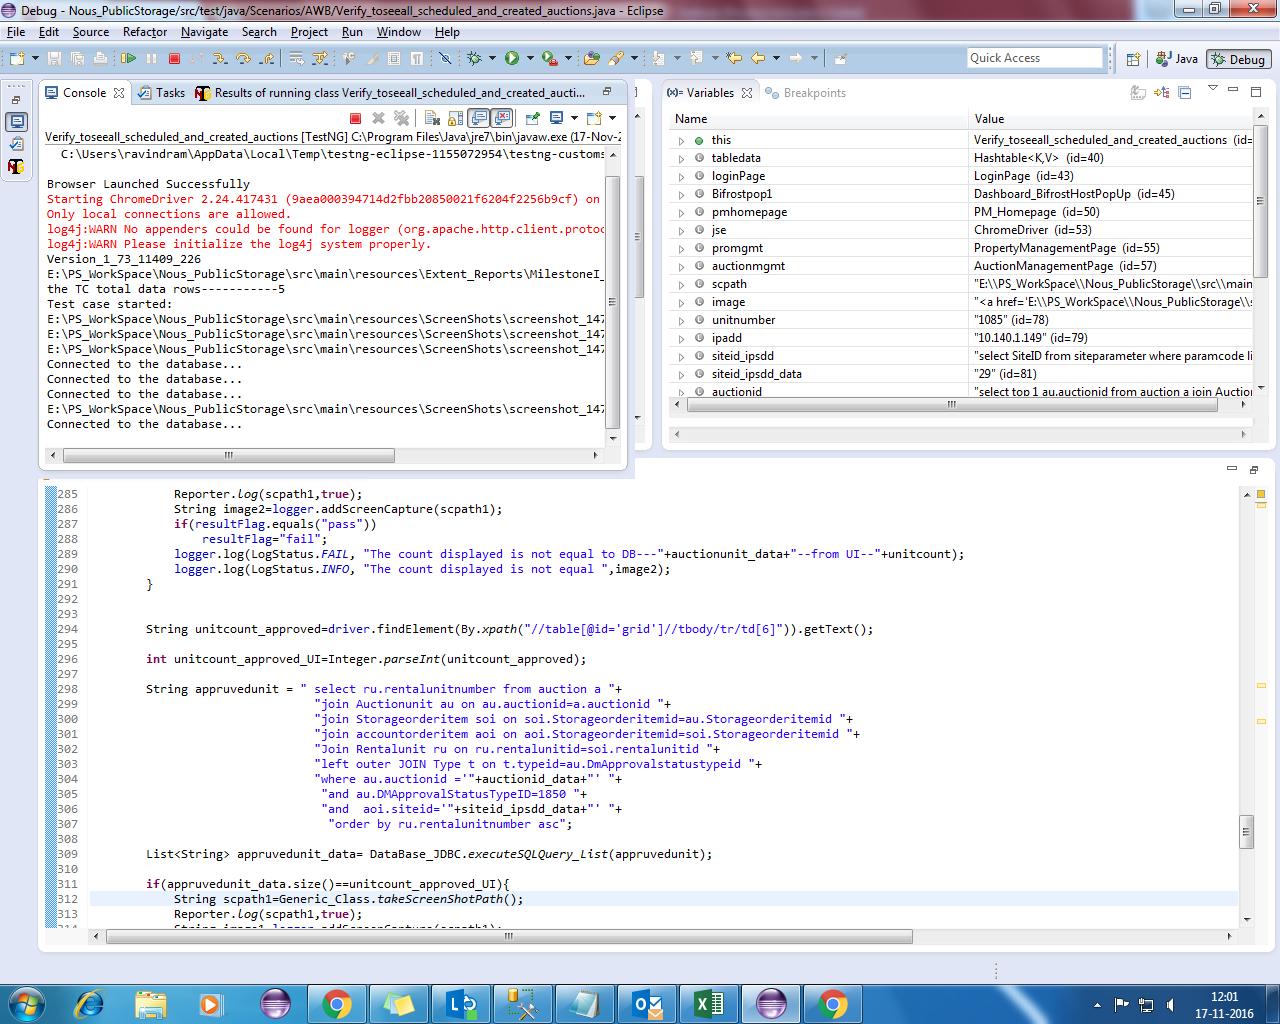 Debug - Nous_PublicStorage/src/test/java/Scenarios/AWB/Verify_toseeall_scheduled_and_created_auctions.java - Eclipse
File Edit Source Refactor Navigate Search Project Run Window Help
Quick Access
Java
Debug
Console
Tasks
Results of running class Verify_toseeall_scheduled_and_created_aucti...
Verify_toseeall_scheduled_and_created_auctions [TestNG] C:\Program Files\Java\jre7\bin\javaw.exe (17-Nov-2
C:\Users\ravindram\AppData\Local\Temp\testng-eclipse-1155072954\testng-customs
Browser Launched Successfully
Starting ChromeDriver 2.24.417431 (9aea000394714d2fbb20850021f6204f2256b9cf) on
Only local connections are allowed.
log4j:WARN No appenders could be found for logger (org.apache.http.client.protoc
log4j:WARN Please initialize the log4j system properly.
Version_1_73_11409_226
E:\PS_WorkSpace\Nous_PublicStorage\src\main\resources\Extent_Reports\MilestoneI_
the TC total data rows-----------5
Test case started:
E:\PS_WorkSpace\Nous_PublicStorage\src\main\resources\ScreenShots\screenshot_147
E:\PS_WorkSpace\Nous_PublicStorage\src\main\resources\ScreenShots\screenshot_147
E:\PS_WorkSpace\Nous_PublicStorage\src\main\resources\ScreenShots\screenshot_147
Connected to the database...
Connected to the database...
Connected to the database...
E:\PS_WorkSpace\Nous_PublicStorage\src\main\resources\ScreenShots\screenshot_147
Connected to the database...
Variables
Breakpoints
Name Value
this Verify_toseeall_scheduled_and_created_auctions (id=
tabledata Hashtable<K,V> (id=40)
loginPage LoginPage (id=43)
Bifrostpop1 Dashboard_BifrostHostPopUp (id=45)
pmhomepage PM_Homepage (id=50)
jse ChromeDriver (id=53)
promgmt PropertyManagementPage (id=55)
auctionmgmt AuctionManagementPage (id=57)
scpath "E:\\PS_WorkSpace\\Nous_PublicStorage\\src\\main
image "<a href='E:\\PS_WorkSpace\\Nous_PublicStorage\\s
unitnumber "1085" (id=78)
ipadd "10.140.1.149" (id=79)
siteid_ipsdd "select SiteID from siteparameter where paramcode li
siteid_ipsdd_data "29" (id=81)
auctionid "select top 1 au.auctionid from auction a join Auction
285 Reporter.log(scpath1,true);
286 String image2=logger.addScreenCapture(scpath1);
287 if(resultFlag.equals("pass"))
288 resultFlag="fail";
289 logger.log(LogStatus.FAIL, "The count displayed is not equal to DB---"+auctionunit_data+"--from UI--"+unitcount);
290 logger.log(LogStatus.INFO, "The count displayed is not equal ",image2);
291 }
292
293
294 String unitcount_approved=driver.findElement(By.xpath("//table[@id='grid']//tbody/tr/td[6]")).getText();
295
296 int unitcount_approved_UI=Integer.parseInt(unitcount_approved);
297
298 String appruvedunit = " select ru.rentalunitnumber from auction a "+
299 "join Auctionunit au on au.auctionid=a.auctionid "+
300 "join Storageorderitem soi on soi.Storageorderitemid=au.Storageorderitemid "+
301 "join accountorderitem aoi on aoi.Storageorderitemid=soi.Storageorderitemid "+
302 "Join Rentalunit ru on ru.rentalunitid=soi.rentalunitid "+
303 "left outer JOIN Type t on t.typeid=au.DmApprovalstatustypeid "+
304 "where au.auctionid ='"+auctionid_data+"' "+
305 "and au.DMApprovalStatusTypeID=1850 "+
306 "and  aoi.siteid='"+siteid_ipsdd_data+"' "+
307 "order by ru.rentalunitnumber asc";
308
309 List<String> appruvedunit_data= DataBase_JDBC.executeSQLQuery_List(appruvedunit);
310
311 if(appruvedunit_data.size()==unitcount_approved_UI){
312 String scpath1=Generic_Class.takeScreenShotPath();
313 Reporter.log(scpath1,true);
12:01
17-11-2016